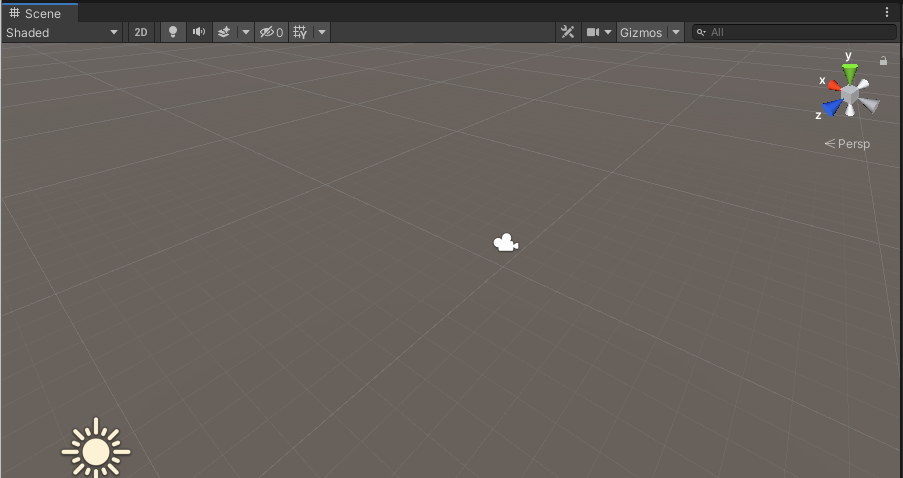 Scene
Shaded 2D 0 Gizmos All
y
x
z
Persp